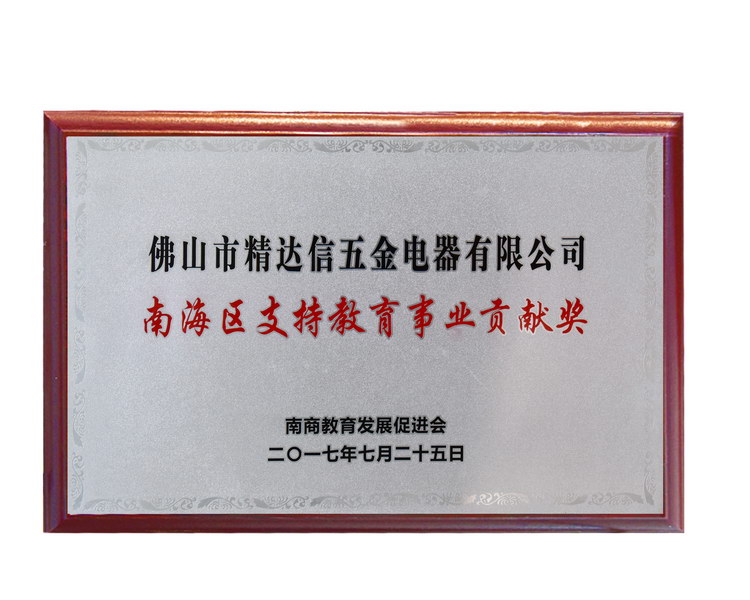 佛山市精达信五金电器有限公司
南海区支持教育事业贡献奖
南商教育发展促进会
二〇一七年七月二十五日